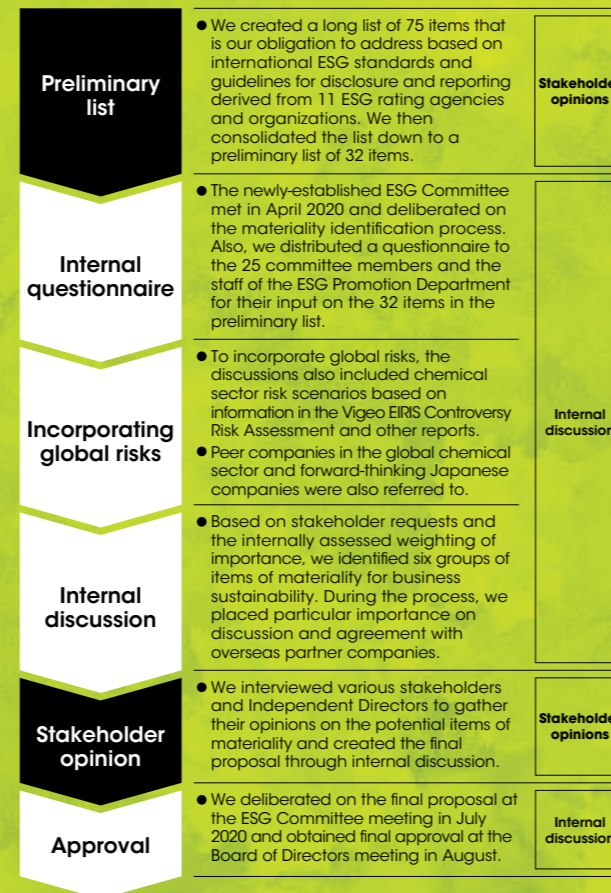 Preliminary
list
● We created a long list of 75 items that
is our obligation to address based on
international ESG standards and
guidelines for disclosure and reporting
derived from 11 ESG rating agencies
and organizations. We then
consolidated the list down to a
preliminary list of 32 items.
Stakeholde
opinions
Internal
questionnaire
● The newly-established ESG Committee
met in April 2020 and deliberated on
the materiality identification process.
Also, we distributed a questionnaire to
the 25 committee members and the
staff of the ESG Promotion Department
for their input on the 32 items in the
preliminary list.
Incorporating
global risks
● To incorporate global risks, the
discussions also included chemical
sector risk scenarios based on
information in the Vigeo EIRIS Controversy
Risk Assessment and other reports.
● Peer companies in the global chemical
sector and forward-thinking Japanese
companies were also referred to.
Internal
discussion
Internal
discussion
● Based on stakeholder requests and
the internally assessed weighting of
importance, we identified six groups of
items of materiality for business
sustainability. During the process, we
placed particular importance on
discussion and agreement with
overseas partner companies.
Stakeholder
opinion
● We interviewed various stakeholders
and Independent Directors to gather
their opinions on the potential items of
materiality and created the final
proposal through internal discussion.
Stakeholde
opinions
Approval
● We deliberated on the final proposal at
the ESG Committee meeting in July
2020 and obtained final approval at the
Board of Directors meeting in August.
Internal
discussion